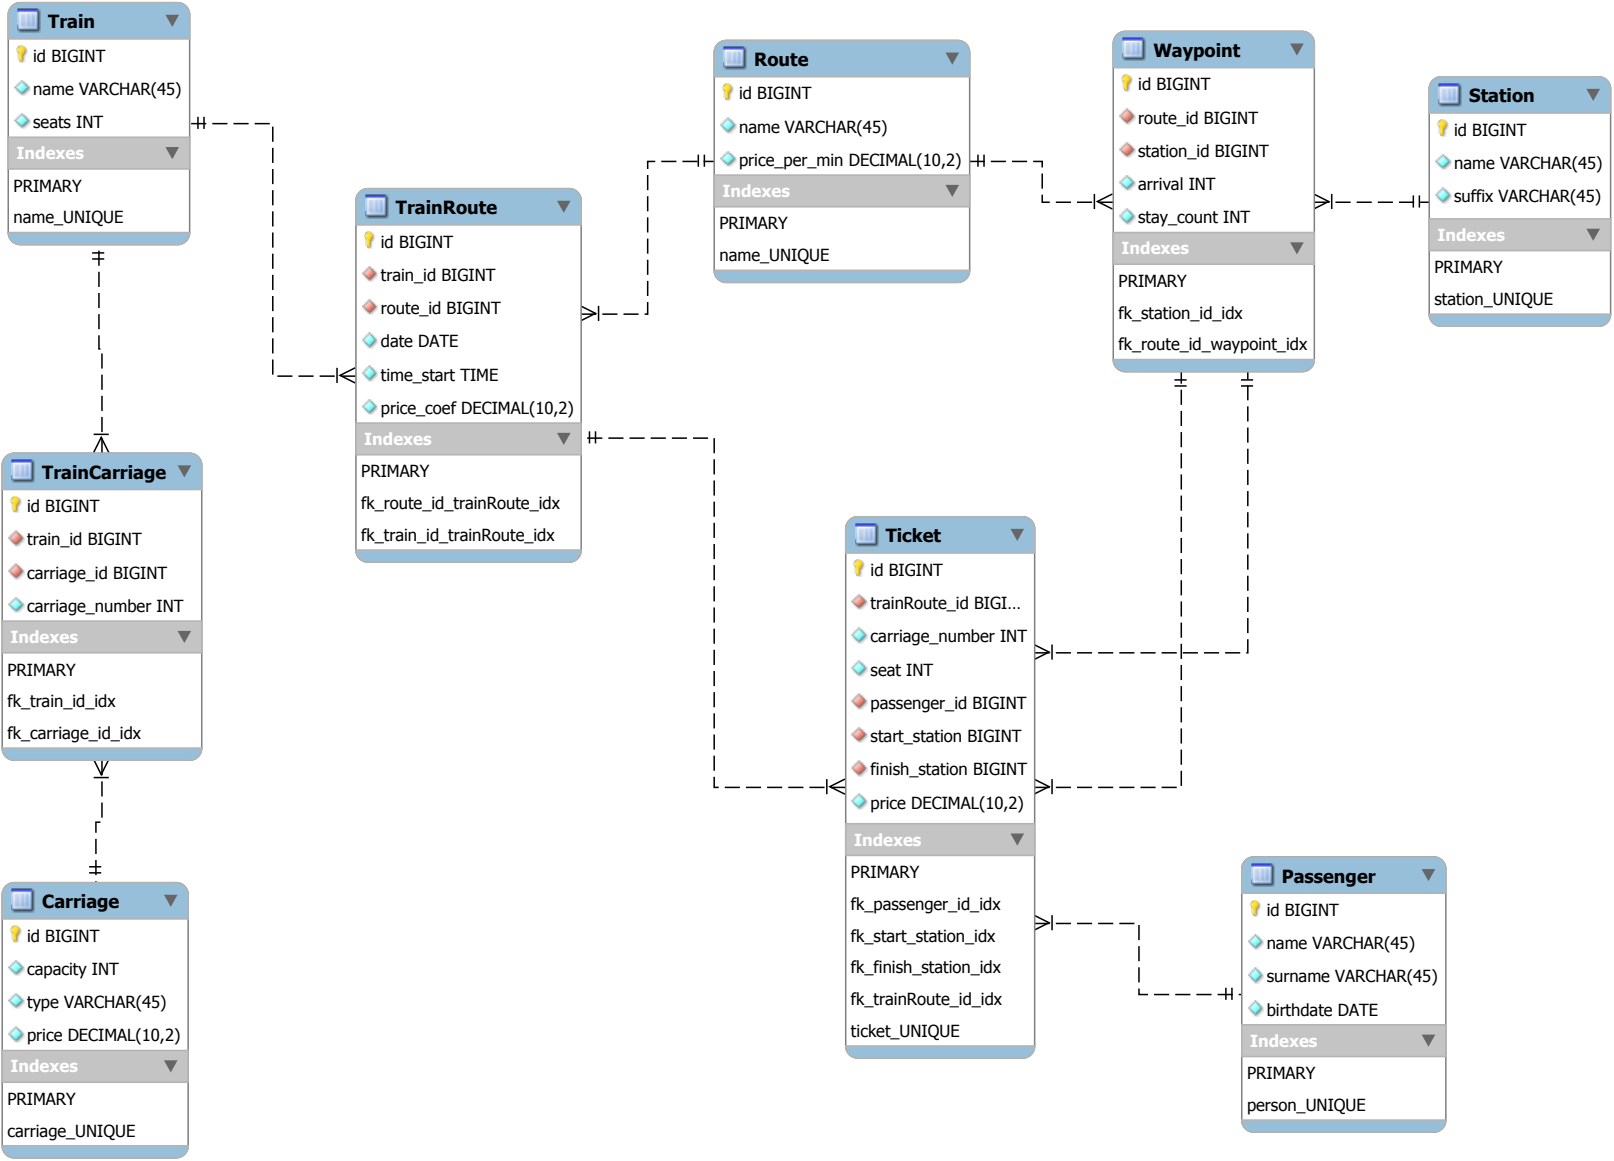 Train
id BIGINT
name VARCHAR(45)
seats INT
Indexes
PRIMARY
name_UNIQUE
TrainRoute
id BIGINT
train_id BIGINT
route_id BIGINT
date DATE
time_start TIME
price_coef DECIMAL(10,2)
Indexes
PRIMARY
fk_route_id_trainRoute_idx
fk_train_id_trainRoute_idx
Route
id BIGINT
name VARCHAR(45)
price_per_min DECIMAL(10,2)
Indexes
PRIMARY
name_UNIQUE
Waypoint
id BIGINT
route_id BIGINT
station_id BIGINT
arrival INT
stay_count INT
Indexes
PRIMARY
fk_station_id_idx
fk_route_id_waypoint_idx
Station
id BIGINT
name VARCHAR(45)
suffix VARCHAR(45)
Indexes
PRIMARY
station_UNIQUE
TrainCarriage
id BIGINT
train_id BIGINT
carriage_id BIGINT
carriage_number INT
Indexes
PRIMARY
fk_train_id_idx
fk_carriage_id_idx
Ticket
id BIGINT
trainRoute_id BIGI...
carriage_number INT
seat INT
passenger_id BIGINT
start_station BIGINT
finish_station BIGINT
price DECIMAL(10,2)
Indexes
PRIMARY
fk_passenger_id_idx
fk_start_station_idx
fk_finish_station_idx
fk_trainRoute_id_idx
ticket_UNIQUE
Carriage
id BIGINT
capacity INT
type VARCHAR(45)
price DECIMAL(10,2)
Indexes
PRIMARY
carriage_UNIQUE
Passenger
id BIGINT
name VARCHAR(45)
surname VARCHAR(45)
birthdate DATE
Indexes
PRIMARY
person_UNIQUE